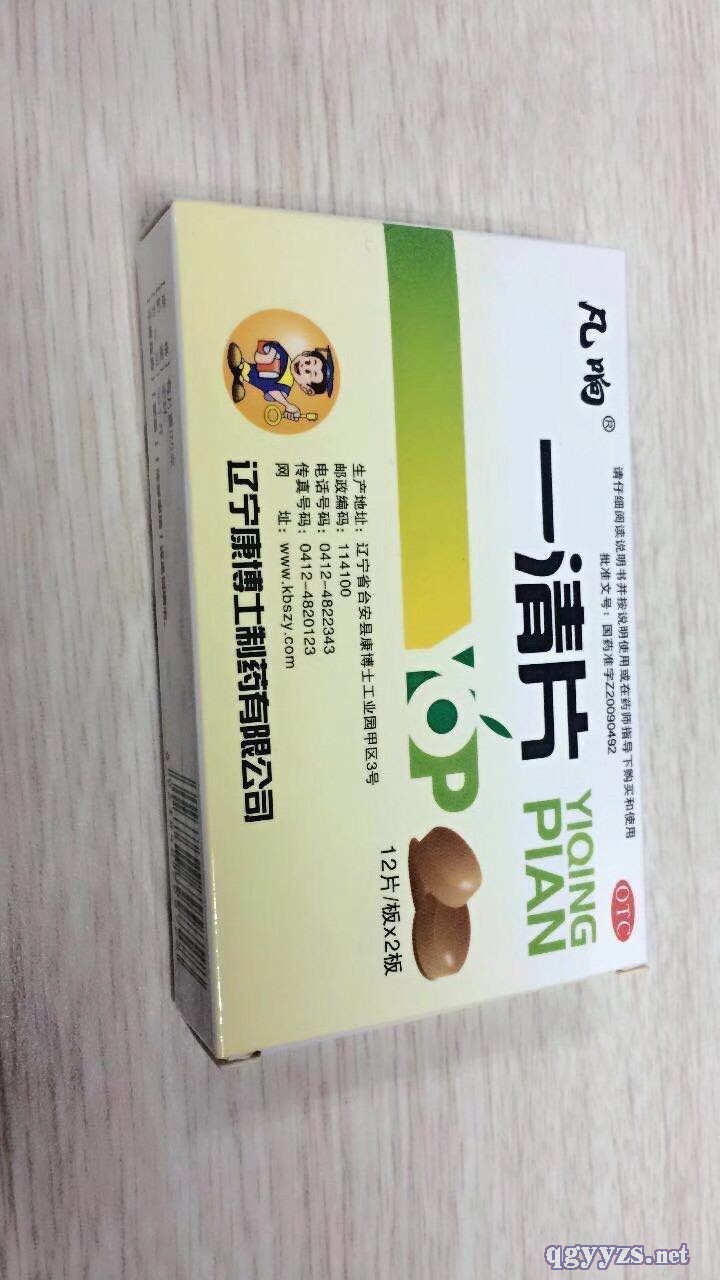 凡响®
请仔细阅读说明书并按说明使用或在药师指导下购买和使用
批准文号：国药准字Z20090492
OTC
一清片
YIQING
PIAN
YOP
12片/板x2板
生产地址：辽宁省台安县康博士工业园甲区3号
邮政编码：114100
电话号码：0412-4822343
传真号码：0412-4820123
网　址：www.kbszy.com
辽宁康博士制药有限公司
qgyyzs.net